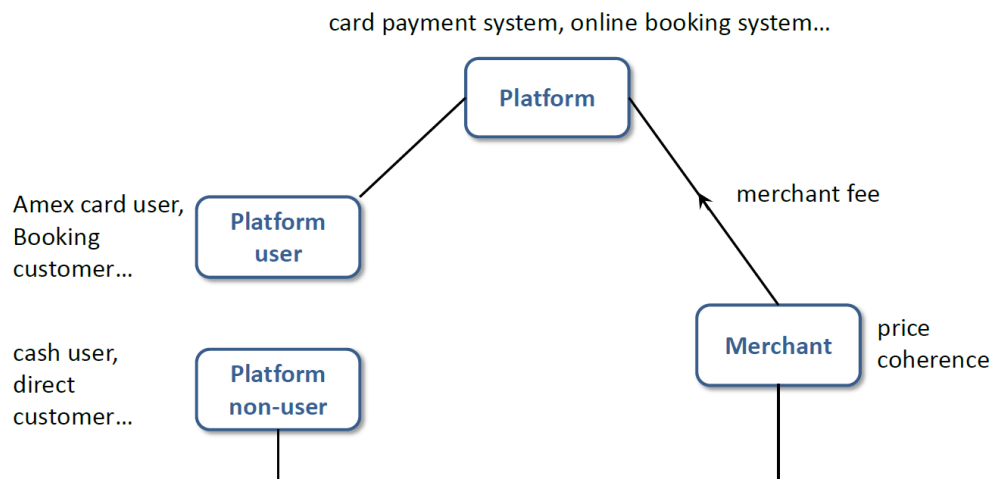 card payment system, online booking system…
Platform
merchant fee
Amex card user,
Booking
customer…
Platform
user
price
coherence
Merchant
cash user,
direct
customer…
Platform
non-user